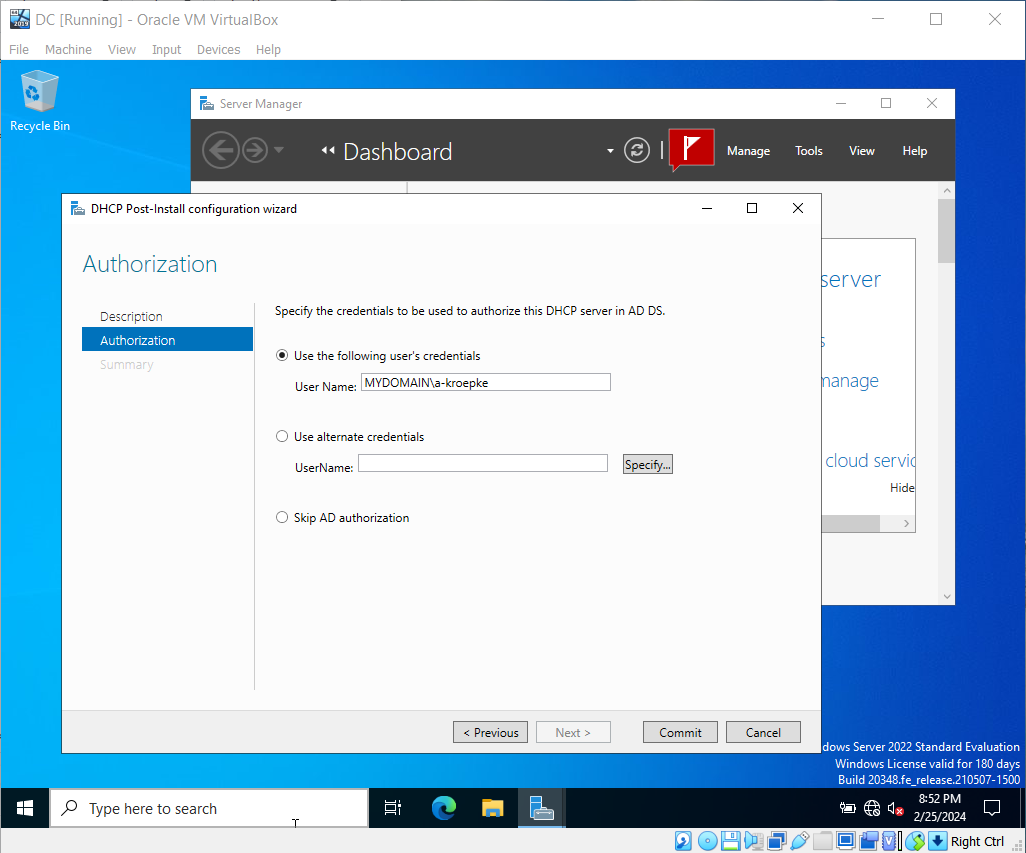 DC [Running] - Oracle VM VirtualBox
File Machine View Input Devices Help
Recycle Bin
Server Manager
Dashboard
Manage Tools View Help
DHCP Post-Install configuration wizard
Authorization
Description
Authorization
Summary
Specify the credentials to be used to authorize this DHCP server in AD DS.
Use the following user's credentials
User Name: MYDOMAIN\a-kroepke
Use alternate credentials
UserName:
Specify...
Skip AD authorization
server
manage
cloud servic
Hide
< Previous Next > Commit Cancel
dows Server 2022 Standard Evaluation
Windows License valid for 180 days
Build 20348.fe_release.210507-1500
Type here to search
8:52 PM
2/25/2024
Right Ctrl